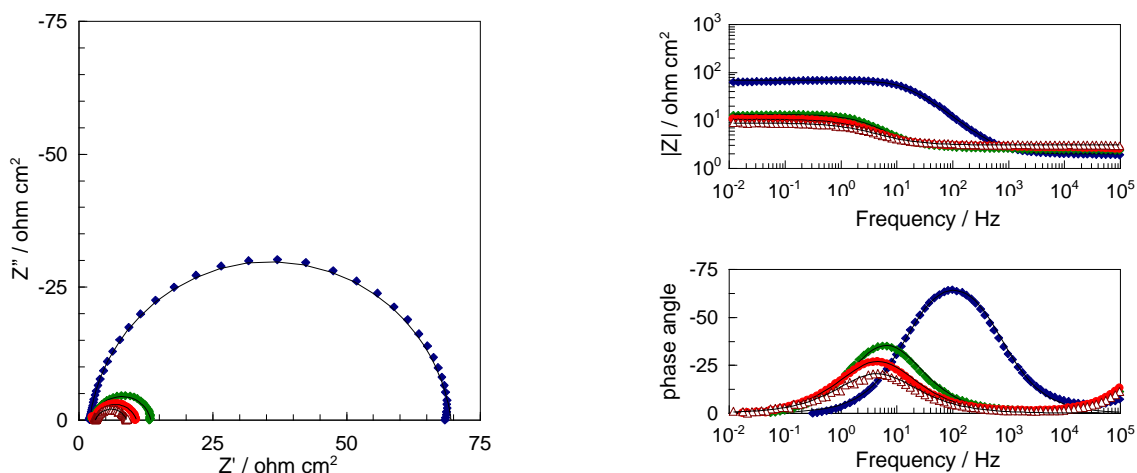 -75
-50
-25
0
Z" / ohm cm2
0 25 50 75
Z' / ohm cm2
10^3
10^2
10^1
10^0
|Z| / ohm cm2
10^-2 10^-1 10^0 10^1 10^2 10^3 10^4 10^5
Frequency / Hz
-75
-50
-25
0
phase angle
10^-2 10^-1 10^0 10^1 10^2 10^3 10^4 10^5
Frequency / Hz